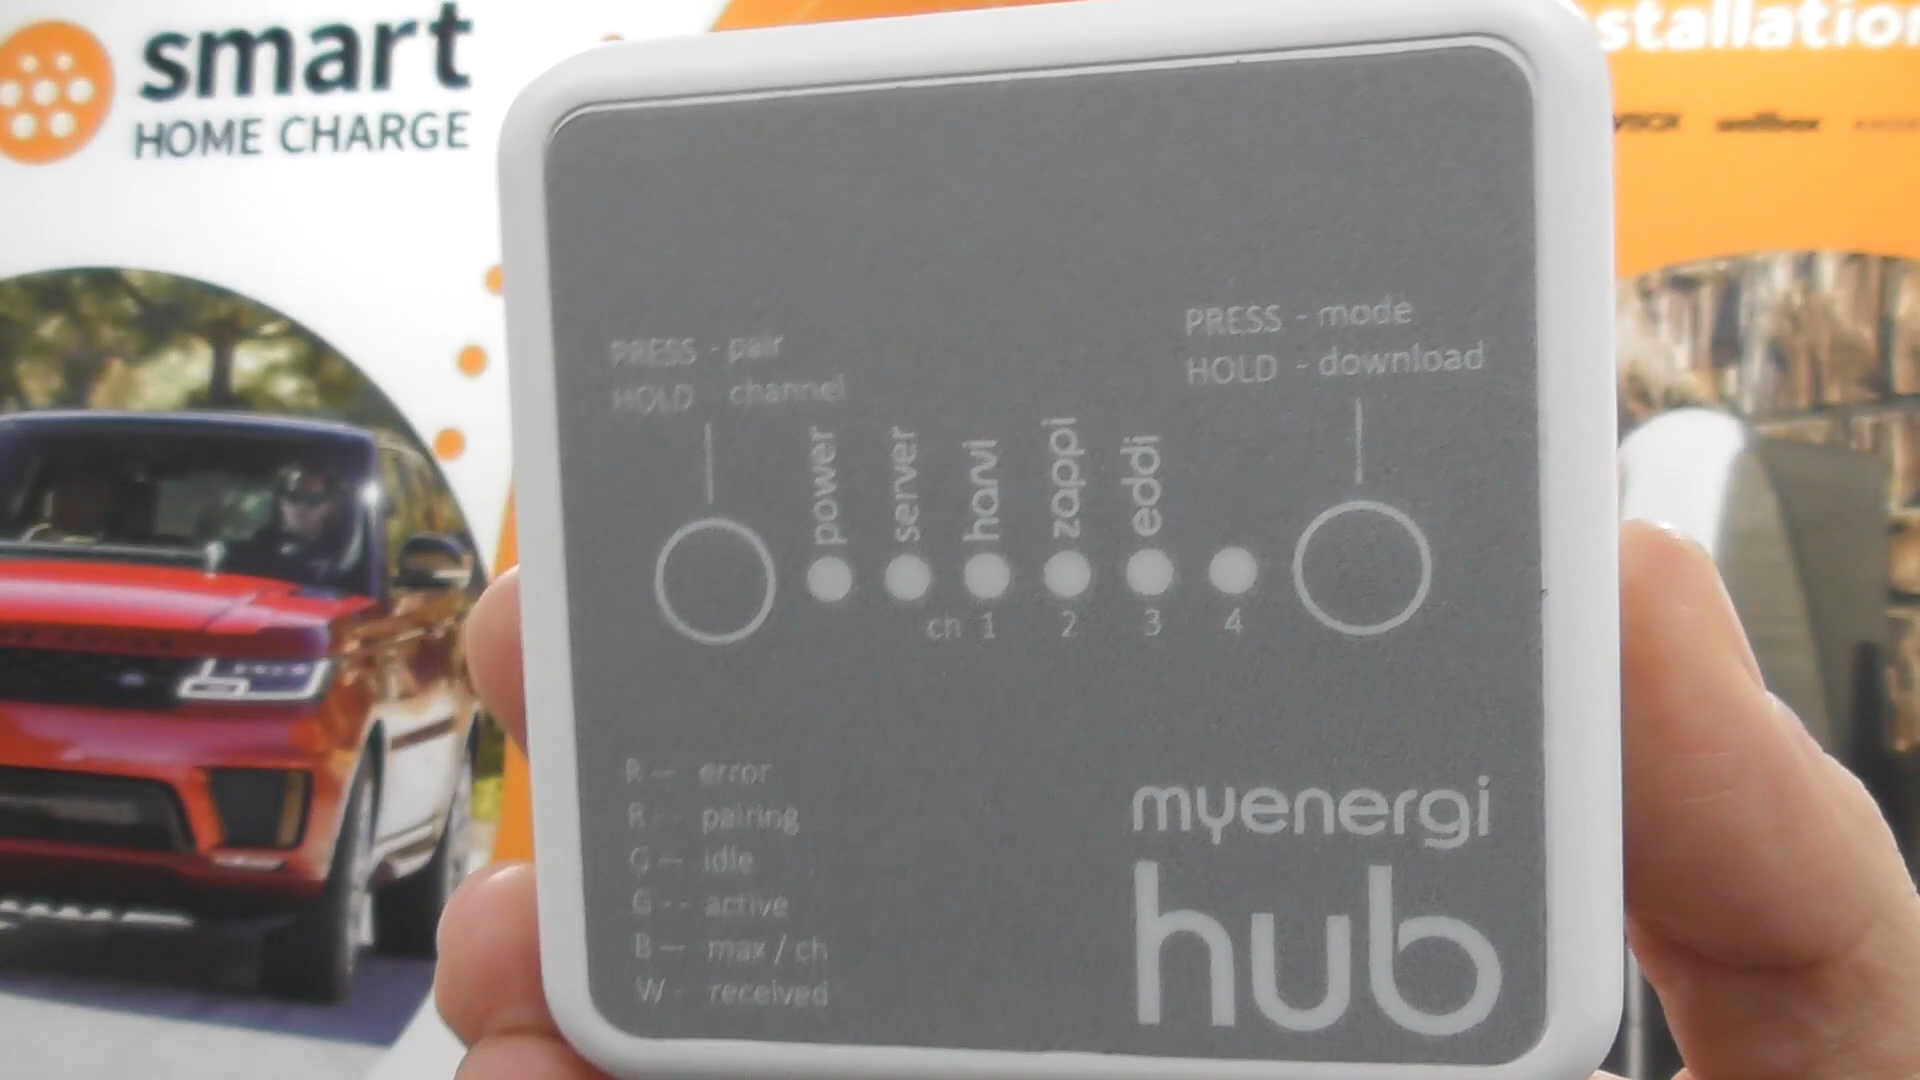 smart
HOME CHARGE
stallation
PRESS - pair
HOLD - channel
PRESS - mode
HOLD - download
power
server
harvi
zappi
eddi
ch 1 2 3 4
R — error
R - - pairing
G — idle
G - - active
B — max / ch
W - received
myenergi
hub